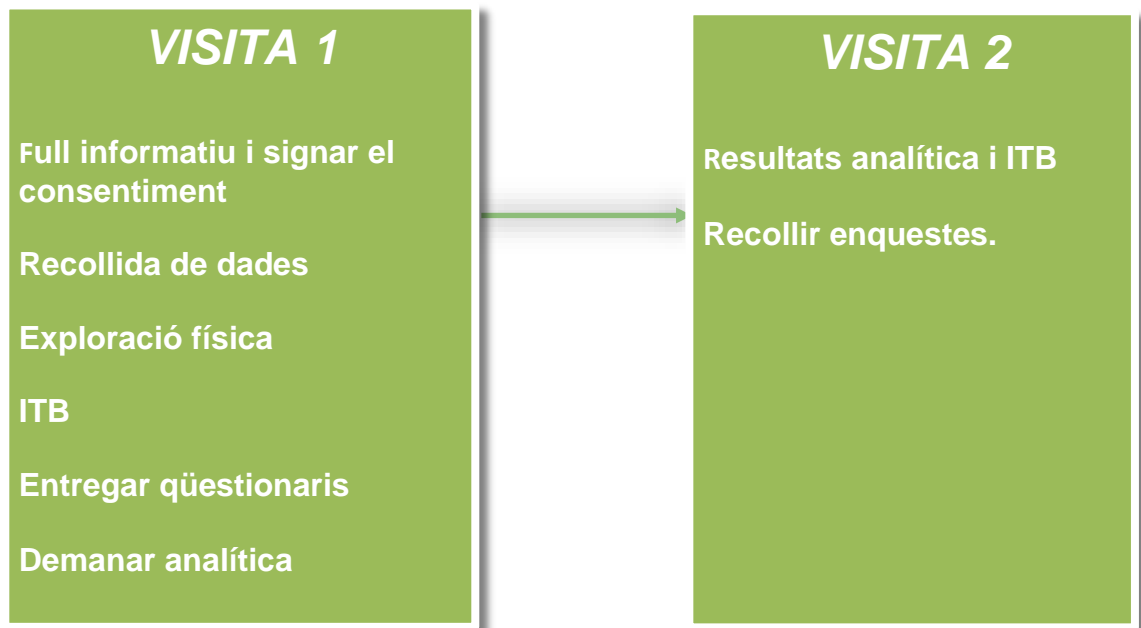 VISITA 1
Full informatiu i signar el
consentiment
Recollida de dades
Exploració física
ITB
Entregar qüestionaris
Demanar analítica
VISITA 2
Resultats analítica i ITB
Recollir enquestes.